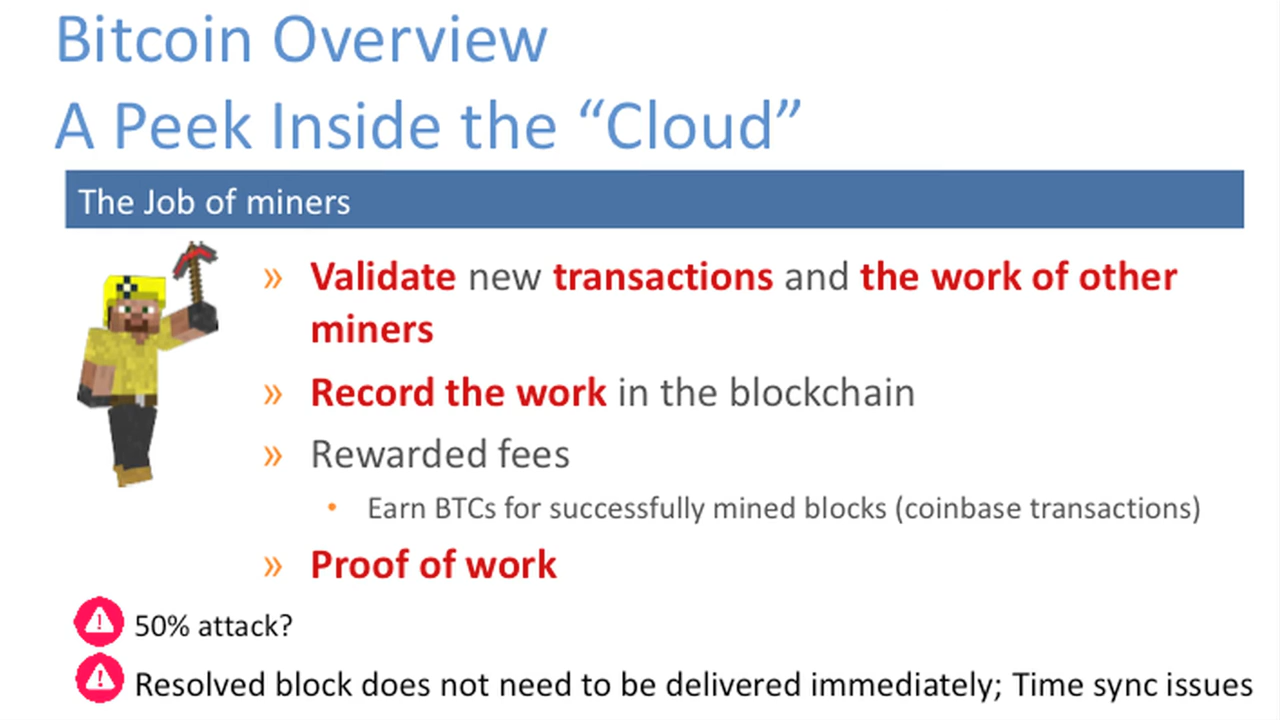 Bitcoin Overview
A Peek Inside the “Cloud”
The Job of miners
» Validate new transactions and the work of other
miners
» Record the work in the blockchain
» Rewarded fees
• Earn BTCs for successfully mined blocks (coinbase transactions)
» Proof of work
50% attack?
Resolved block does not need to be delivered immediately; Time sync issues